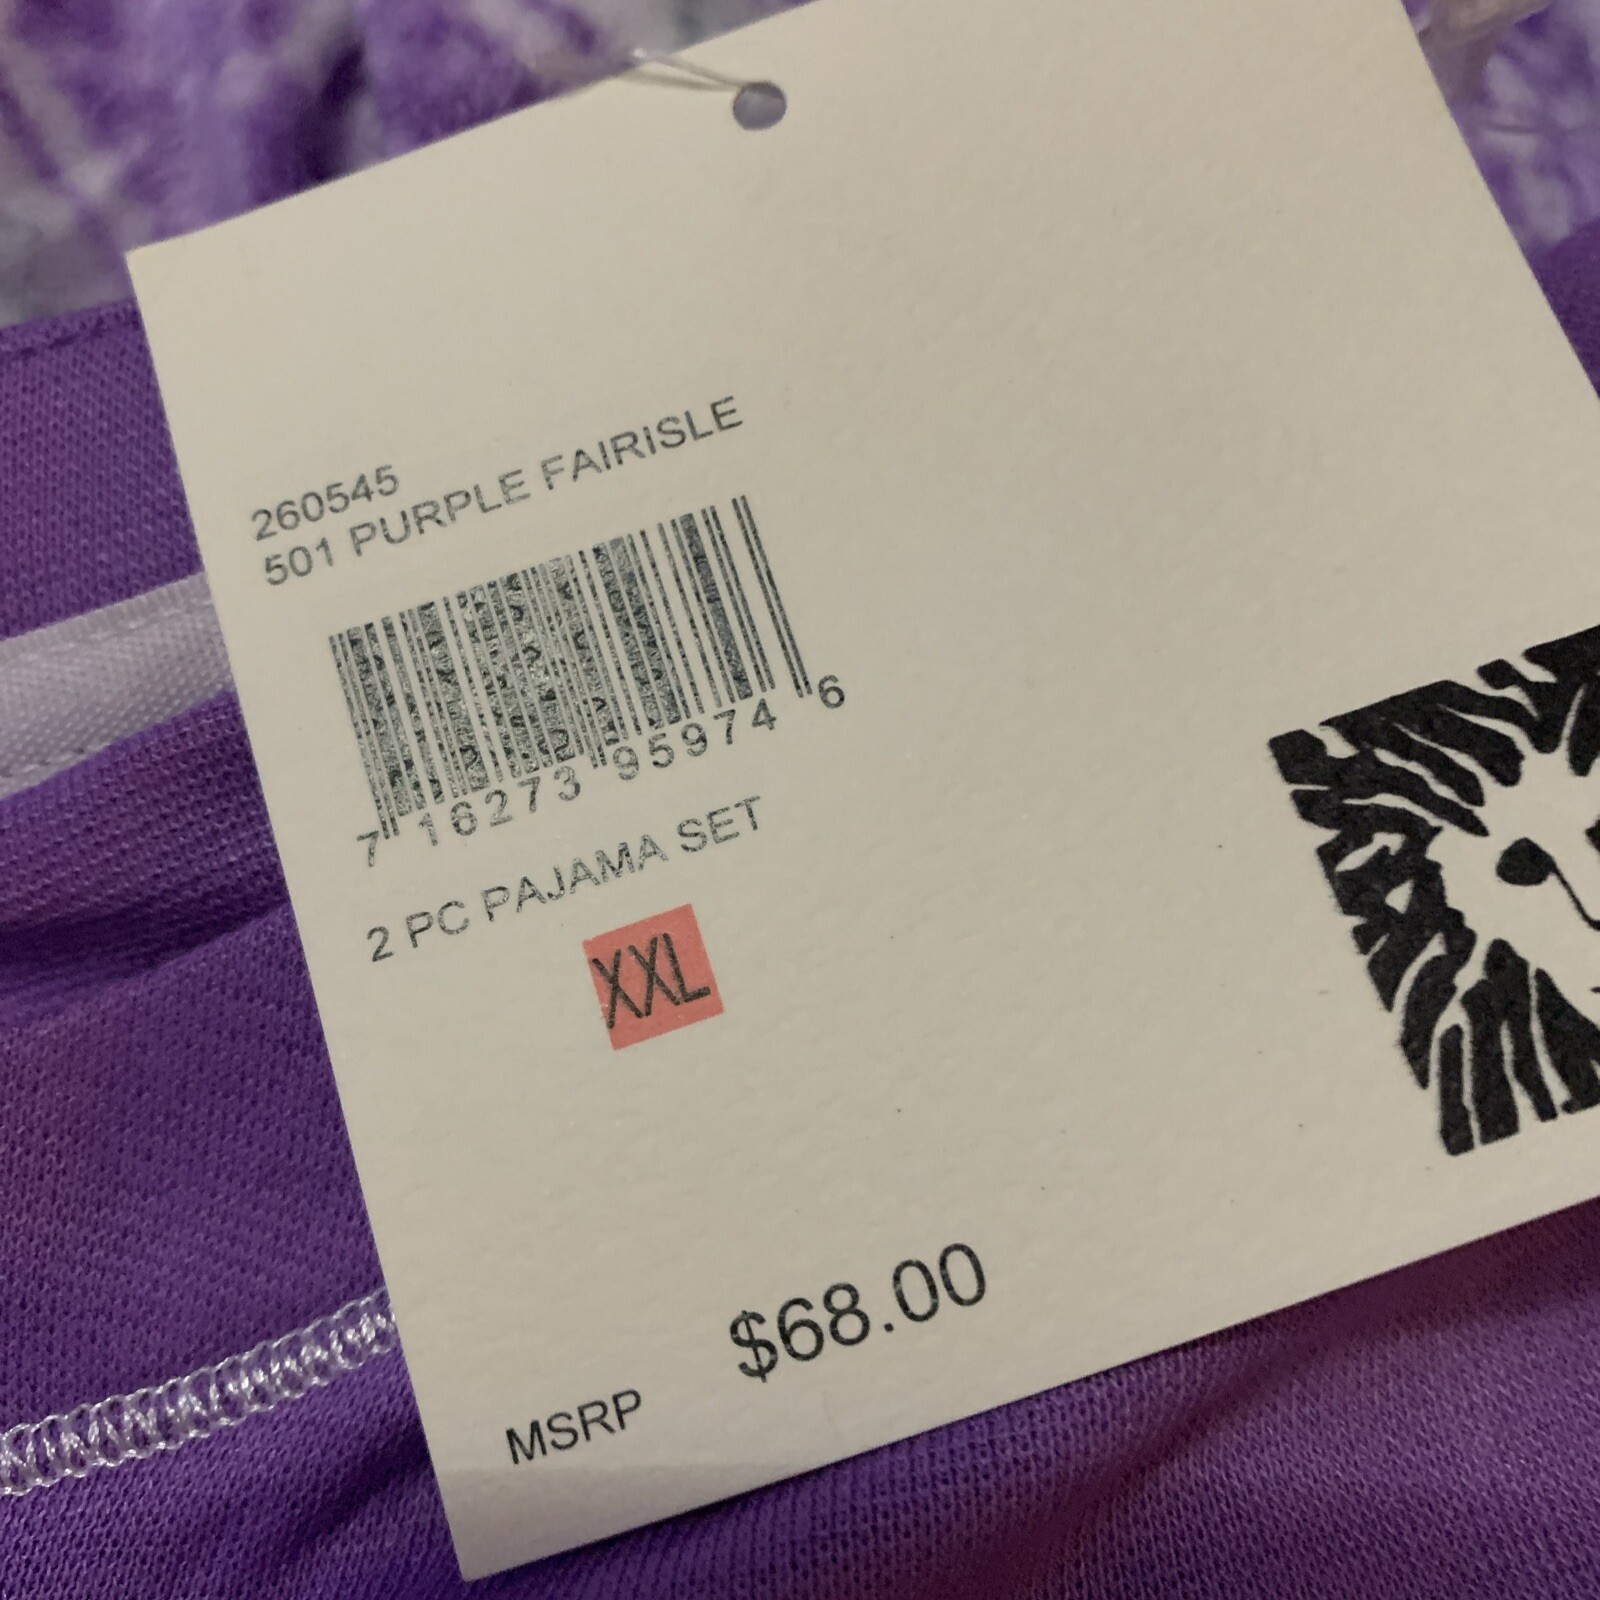 260545
501 PURPLE FAIRISLE
7 16273 95974 6
2 PC PAJAMA SET
XXL
$68.00
MSRP